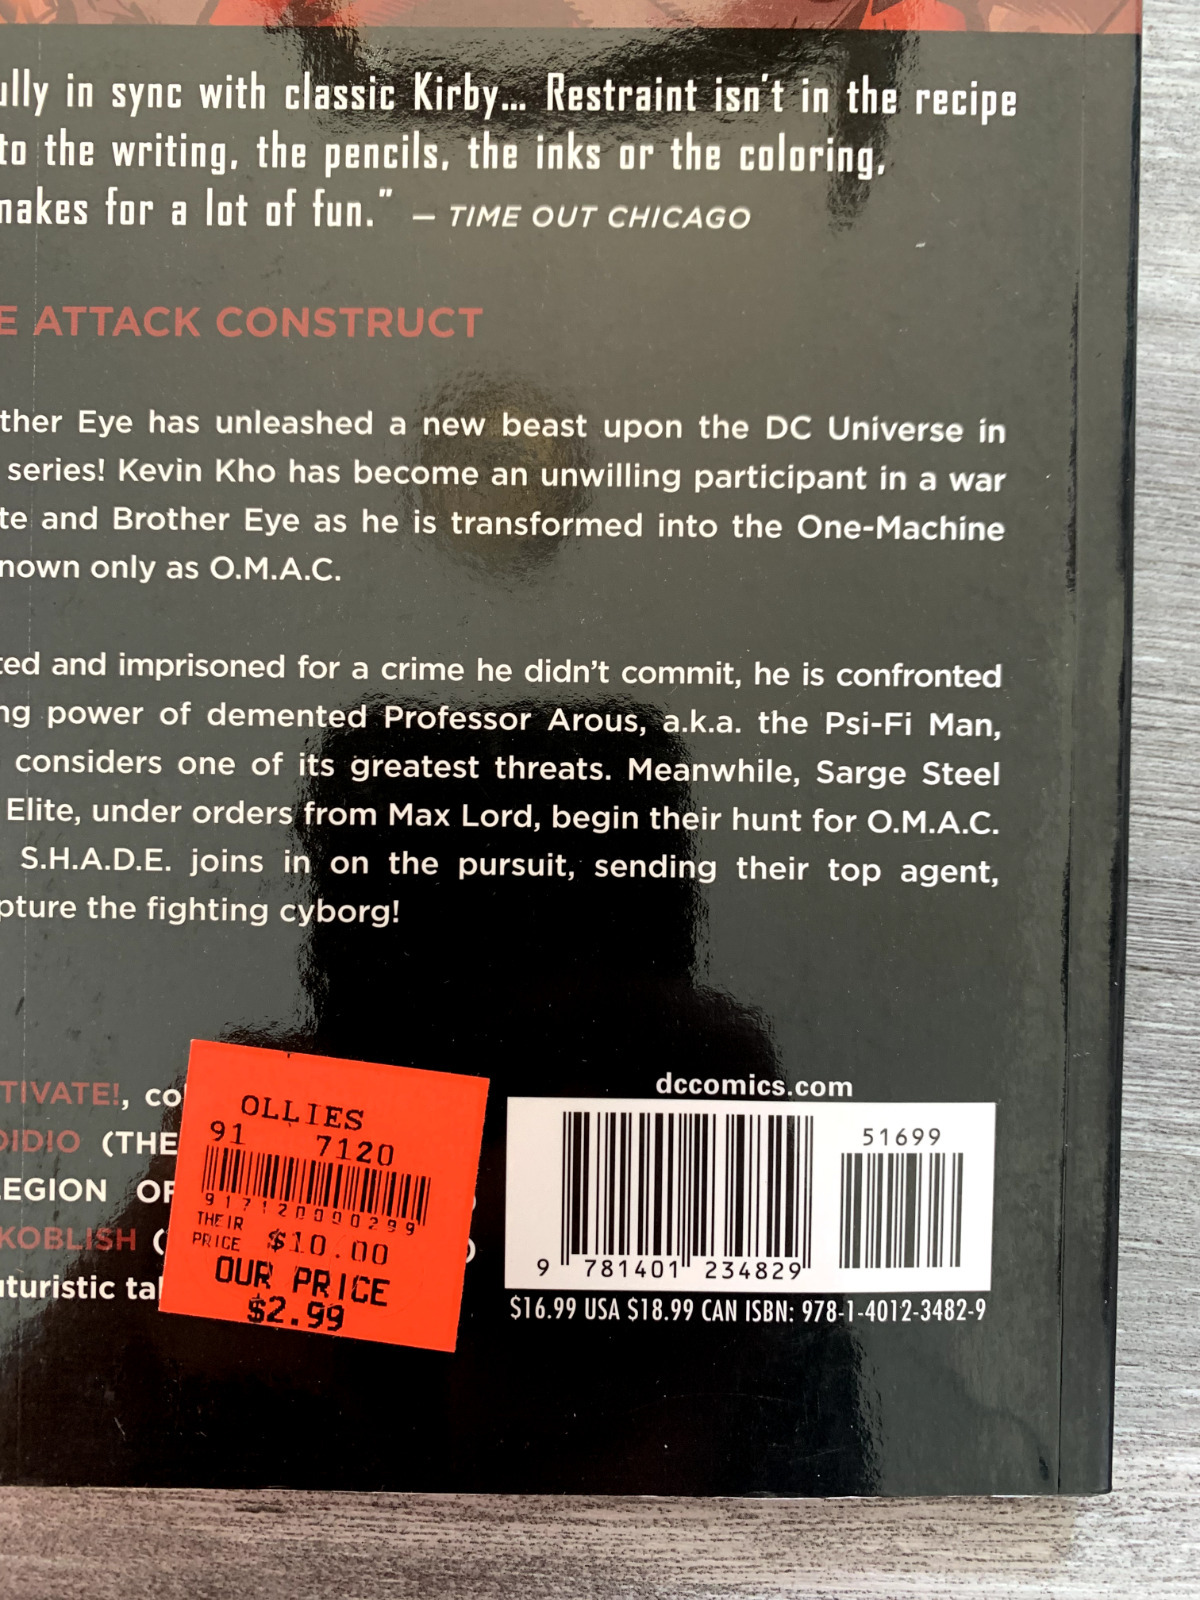 ully in sync with classic Kirby... Restraint isn't in the recipe
to the writing, the pencils, the inks or the coloring,
makes for a lot of fun." — TIME OUT CHICAGO
E ATTACK CONSTRUCT
ther Eye has unleashed a new beast upon the DC Universe in
series! Kevin Kho has become an unwilling participant in a war
te and Brother Eye as he is transformed into the One-Machine
nown only as O.M.A.C.
ted and imprisoned for a crime he didn't commit, he is confronted
ng power of demented Professor Arous, a.k.a. the Psi-Fi Man,
considers one of its greatest threats. Meanwhile, Sarge Steel
Elite, under orders from Max Lord, begin their hunt for O.M.A.C.
S.H.A.D.E. joins in on the pursuit, sending their top agent,
pture the fighting cyborg!
TIVATE!, co
DIDIO (THE
LEGION OF
KOBLISH (
uturistic tal
OLLIES
91 7120
917120000299
THEIR
PRICE $10.00
OUR PRICE
$2.99
dccomics.com
51699
9 781401 234829
$16.99 USA $18.99 CAN ISBN: 978-1-4012-3482-9